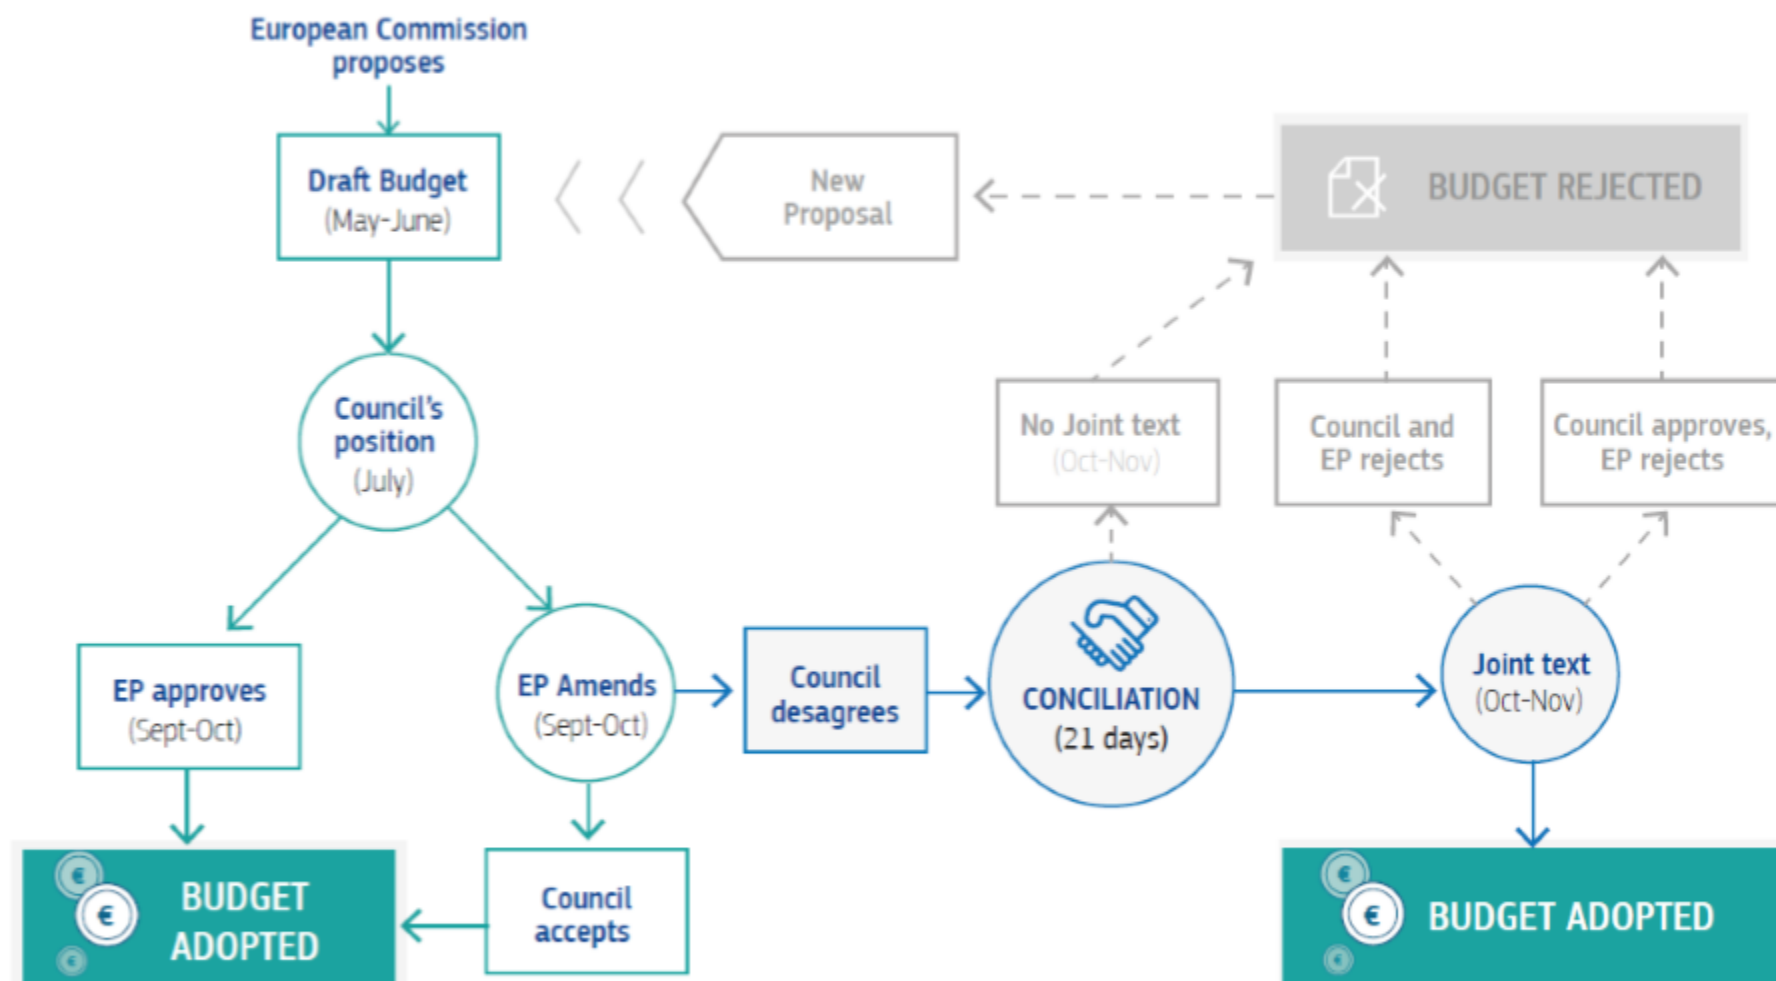 European Commission
proposes
Draft Budget
(May-June)
New
Proposal
BUDGET REJECTED
Council's
position
(July)
No Joint text
(Oct-Nov)
Council and
EP rejects
Council approves,
EP rejects
EP approves
(Sept-Oct)
EP Amends
(Sept-Oct)
Council
desagrees
CONCILIATION
(21 days)
Joint text
(Oct-Nov)
€
€
€
BUDGET
ADOPTED
Council
accepts
€
€
€
BUDGET ADOPTED